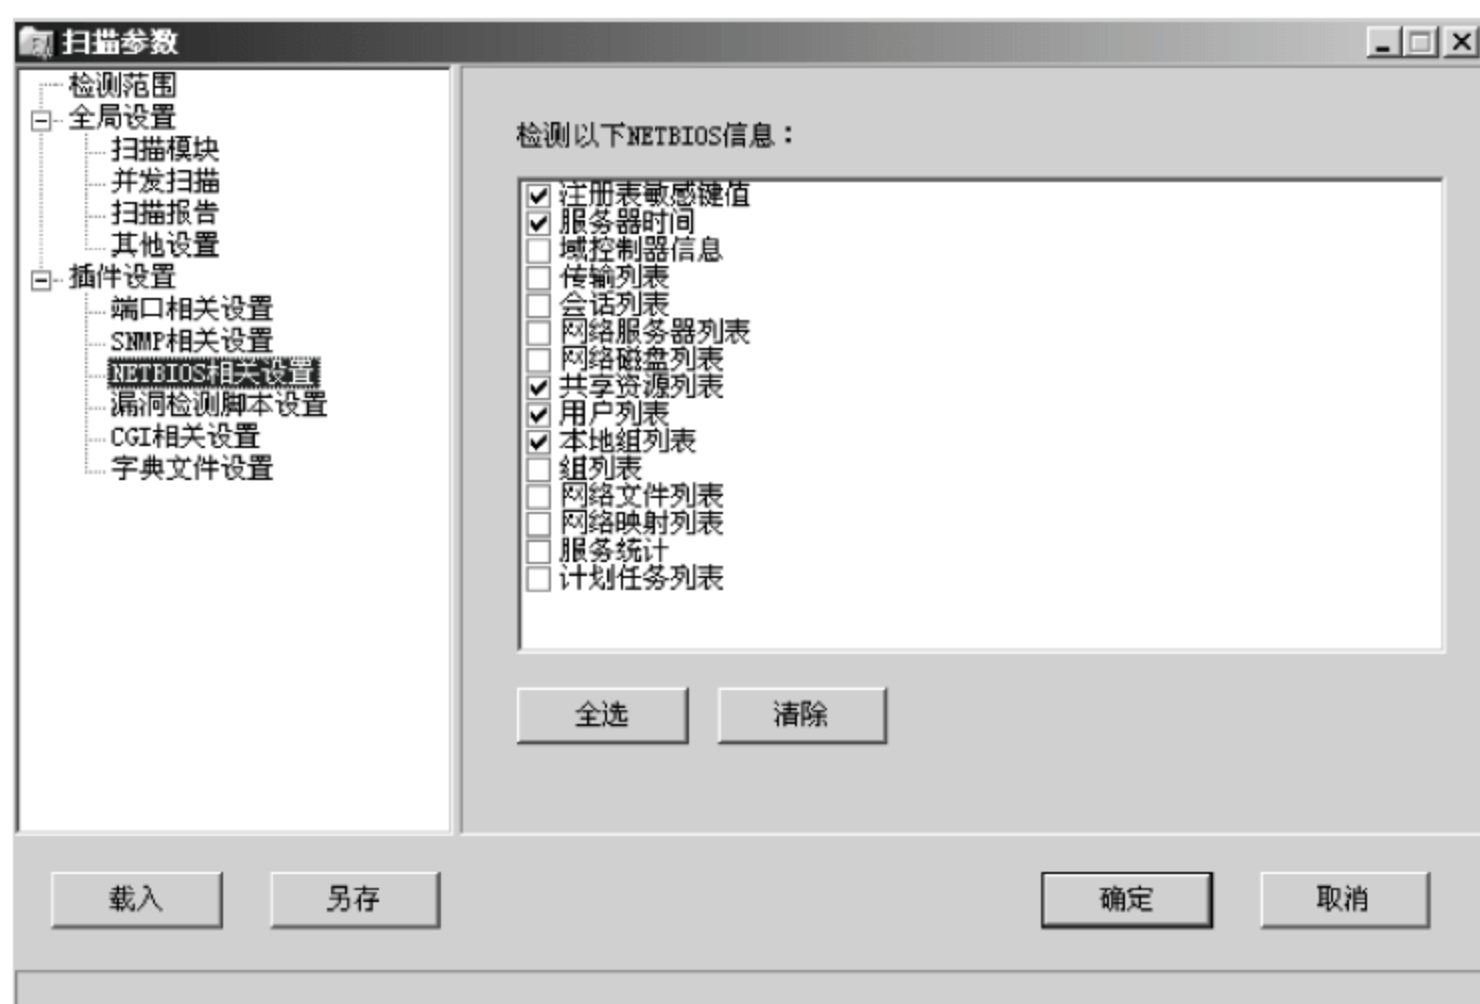 扫描参数
检测范围
全局设置
扫描模块
并发扫描
扫描报告
其他设置
插件设置
端口相关设置
SNMP相关设置
NETBIOS相关设置
漏洞检测脚本设置
CGI相关设置
字典文件设置
检测以下NETBIOS信息：
注册表敏感键值
服务器时间
域控制器信息
传输列表
会话列表
网络服务器列表
网络磁盘列表
共享资源列表
用户列表
本地组列表
组列表
网络文件列表
网络映射列表
服务统计
计划任务列表
全选 清除
载入 另存 确定 取消